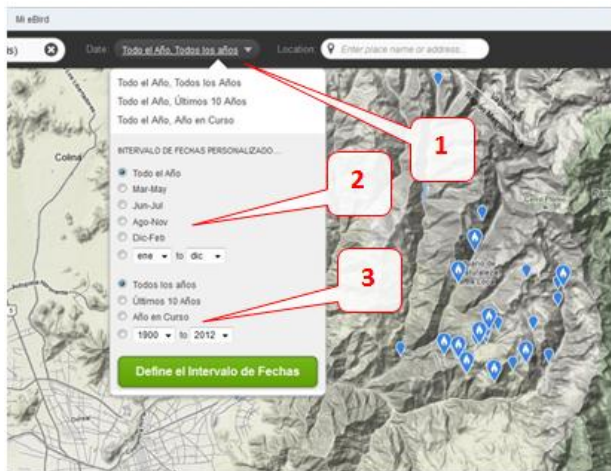 Mi eBird
s)
Date:
Todo el Año, Todos los años
Location:
Enter place name or address...
Todo el Año, Todos los Años
Todo el Año, Últimos 10 Años
Todo el Año, Año en Curso
INTERVALO DE FECHAS PERSONALIZADO...
Todo el Año
Mar-May
Jun-Jul
Ago-Nov
Dic-Feb
ene to dic
Todos los años
Últimos 10 Años
Año en Curso
1900 to 2012
Define el Intervalo de Fechas
1
2
3
Colina